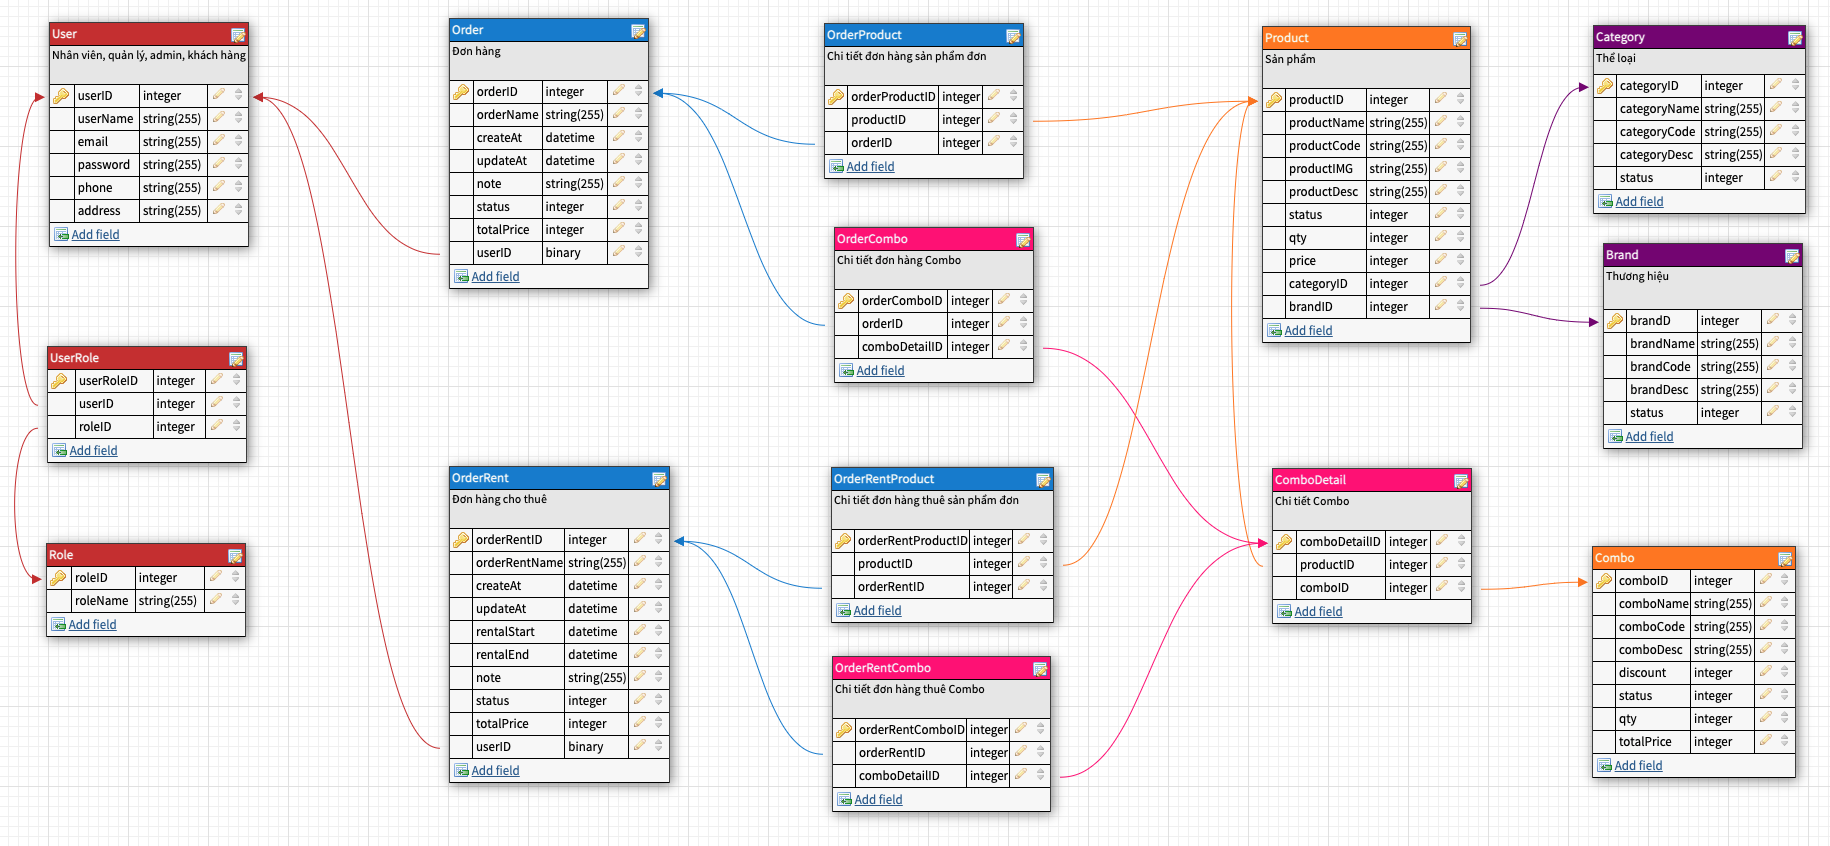 User
Nhân viên, quản lý, admin, khách hàng
userID integer
userName string(255)
email string(255)
password string(255)
phone string(255)
address string(255)
Add field
UserRole
userRoleID integer
userID integer
roleID integer
Add field
Role
roleID integer
roleName string(255)
Add field
Order
Đơn hàng
orderID integer
orderName string(255)
createAt datetime
updateAt datetime
note string(255)
status integer
totalPrice integer
userID binary
Add field
OrderRent
Đơn hàng cho thuê
orderRentID integer
orderRentName string(255)
createAt datetime
updateAt datetime
rentalStart datetime
rentalEnd datetime
note string(255)
status integer
totalPrice integer
userID binary
Add field
OrderProduct
Chi tiết đơn hàng sản phẩm đơn
orderProductID integer
productID integer
orderID integer
Add field
OrderCombo
Chi tiết đơn hàng Combo
orderComboID integer
orderID integer
comboDetailID integer
Add field
OrderRentProduct
Chi tiết đơn hàng thuê sản phẩm đơn
orderRentProductID integer
productID integer
orderRentID integer
Add field
OrderRentCombo
Chi tiết đơn hàng thuê Combo
orderRentComboID integer
orderRentID integer
comboDetailID integer
Add field
Product
Sản phẩm
productID integer
productName string(255)
productCode string(255)
productIMG string(255)
productDesc string(255)
status integer
qty integer
price integer
categoryID integer
brandID integer
Add field
ComboDetail
Chi tiết Combo
comboDetailID integer
productID integer
comboID integer
Add field
Category
Thể loại
categoryID integer
categoryName string(255)
categoryCode string(255)
categoryDesc string(255)
status integer
Add field
Brand
Thương hiệu
brandD integer
brandName string(255)
brandCode string(255)
brandDesc string(255)
status integer
Add field
Combo
comboID integer
comboName string(255)
comboCode string(255)
comboDesc string(255)
discount integer
status integer
qty integer
totalPrice integer
Add field